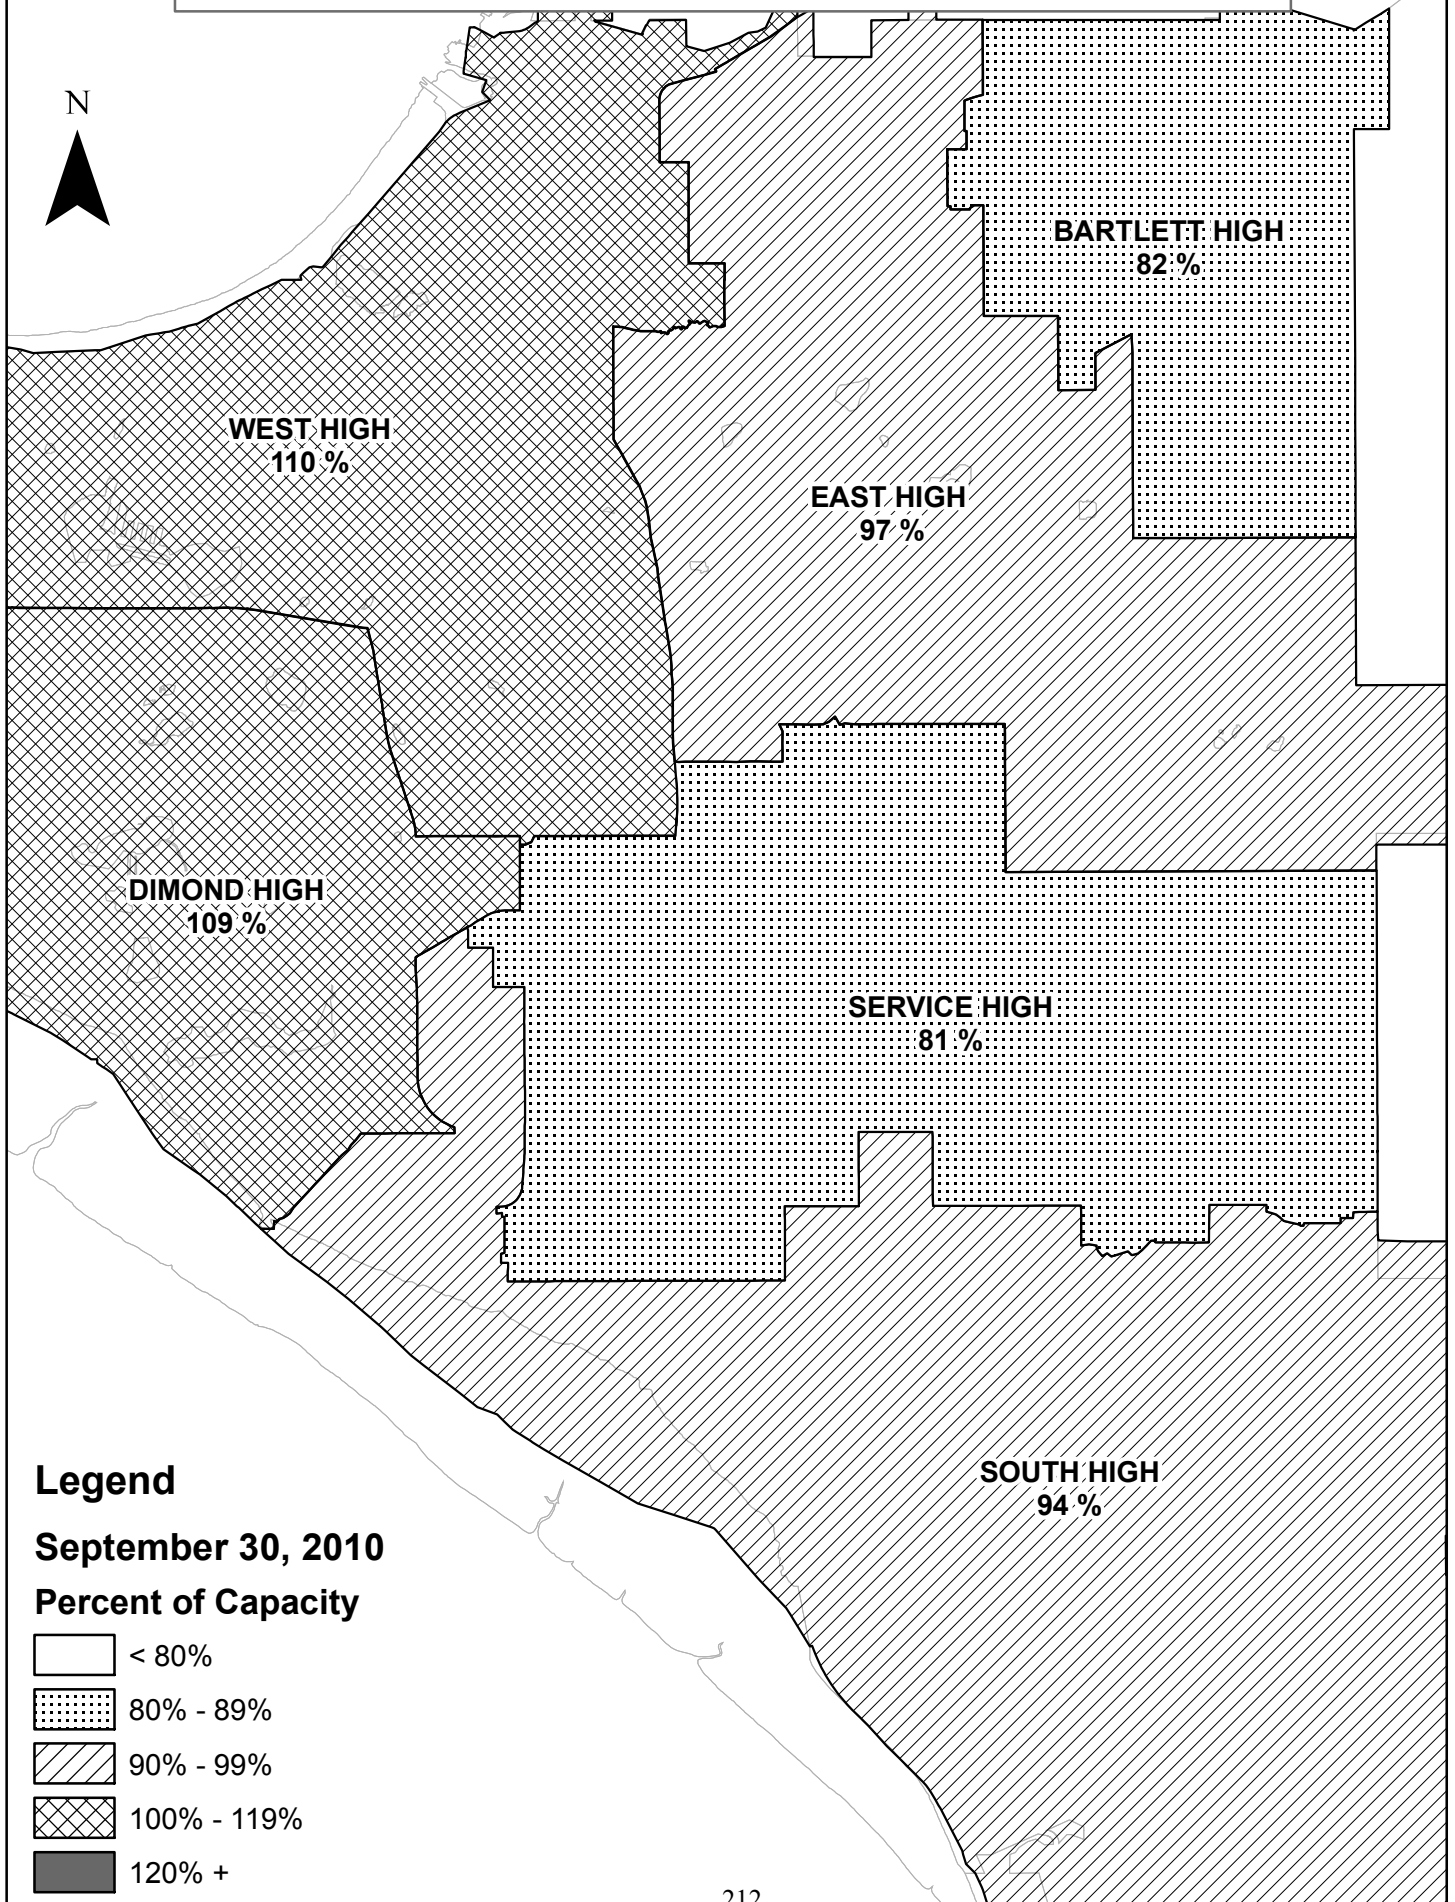 N
BARTLETT HIGH
82 %
WEST HIGH
110 %
EAST HIGH
97 %
DIMOND HIGH
109 %
SERVICE HIGH
81 %
SOUTH HIGH
94 %
Legend
September 30, 2010
Percent of Capacity
< 80%
80% - 89%
90% - 99%
100% - 119%
120% +
212